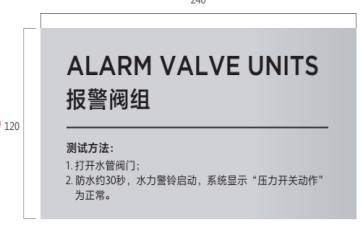 240
120
ALARM VALVE UNITS
报警阀组
测试方法：
1. 打开水管阀门；
2. 防水约30秒，水力警铃启动，系统显示“压力开关动作”
为正常。